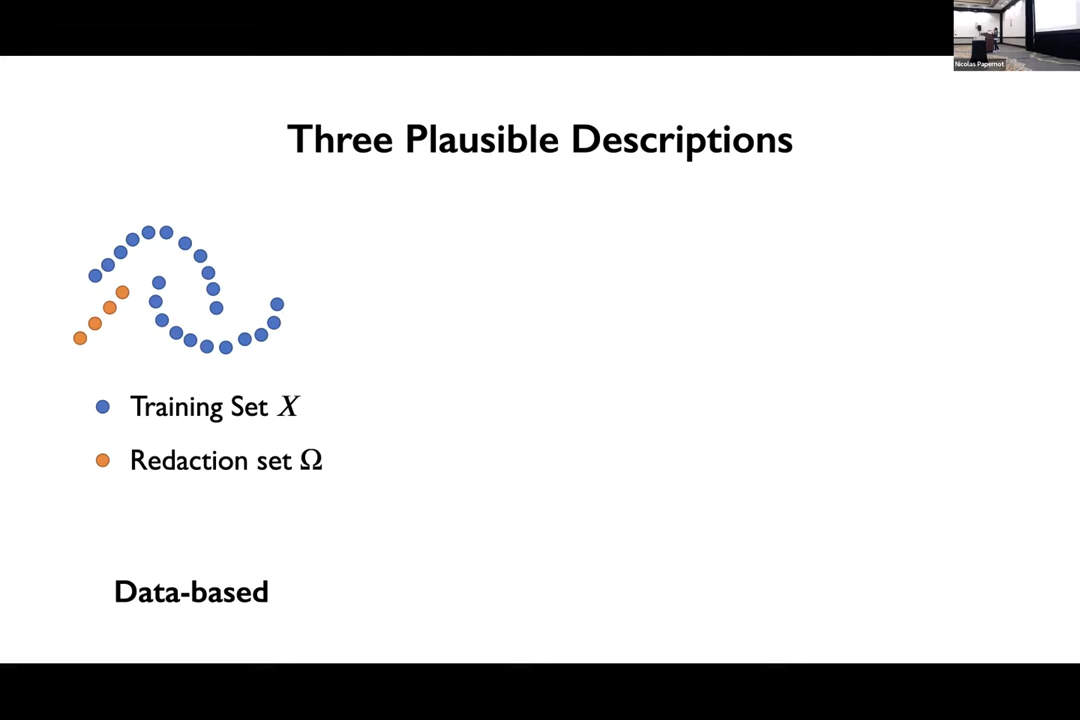 Nicolas Papernot
Three Plausible Descriptions
Training Set X
Redaction set Ω
Data-based